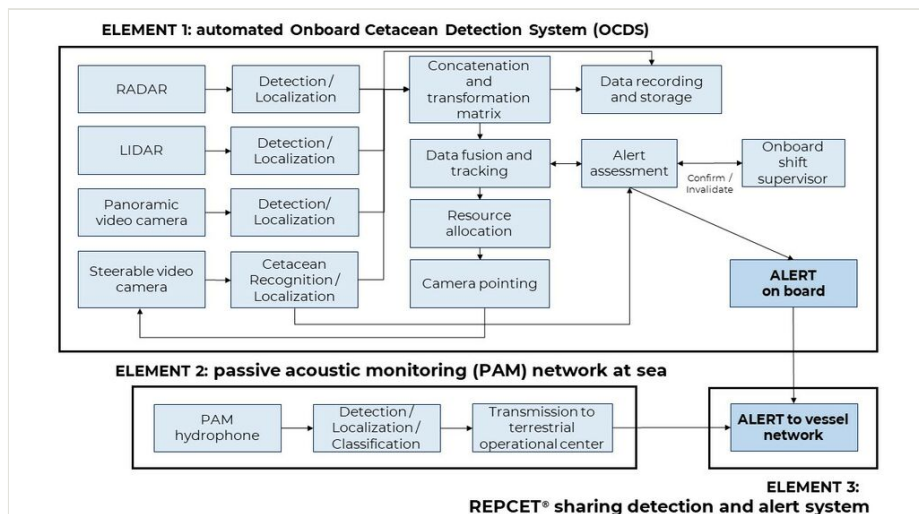 ELEMENT 1: automated Onboard Cetacean Detection System (OCDS)
RADAR
Detection /
Localization
Concatenation
and
transformation
matrix
Data recording
and storage
LIDAR
Detection /
Localization
Data fusion and
tracking
Alert
assessment
Confirm /
Invalidate
Onboard
shift
supervisor
Panoramic
video camera
Detection/
Localization
Resource
allocation
Steerable video
camera
Cetacean
Recognition /
Localization
Camera pointing
ALERT
on board
ELEMENT 2: passive acoustic monitoring (PAM) network at sea
PAM
hydrophone
Detection /
Localization /
Classification
Transmission to
terrestrial
operational center
ALERT to vessel
network
ELEMENT 3:
REPCET® sharing detection and alert system